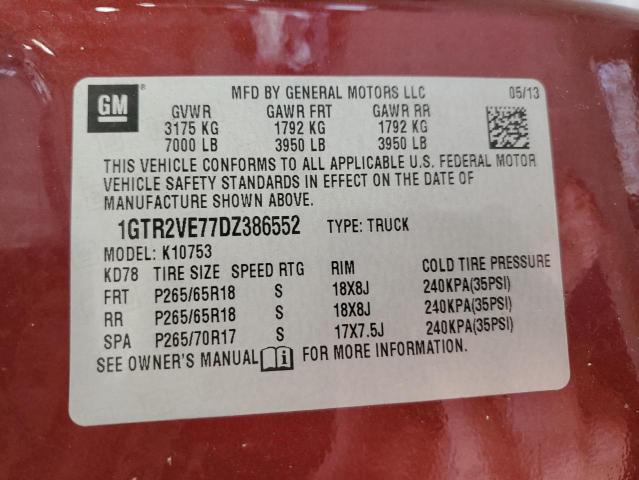 GM
MFD BY GENERAL MOTORS LLC 05/13
GVWR GAWR FRT GAWR RR
3175 KG 1792 KG 1792 KG
7000 LB 3950 LB 3950 LB
THIS VEHICLE CONFORMS TO ALL APPLICABLE U.S. FEDERAL MOTOR
VEHICLE SAFETY STANDARDS IN EFFECT ON THE DATE OF
MANUFACTURE SHOWN ABOVE.
1GTR2VE77DZ386552 TYPE: TRUCK
MODEL: K10753
KD78 TIRE SIZE SPEED RTG RIM COLD TIRE PRESSURE
FRT P265/65R18 S 18X8J 240KPA(35PSI)
RR P265/65R18 S 18X8J 240KPA(35PSI)
SPA P265/70R17 S 17X7.5J 240KPA(35PSI)
SEE OWNER'S MANUAL FOR MORE INFORMATION.